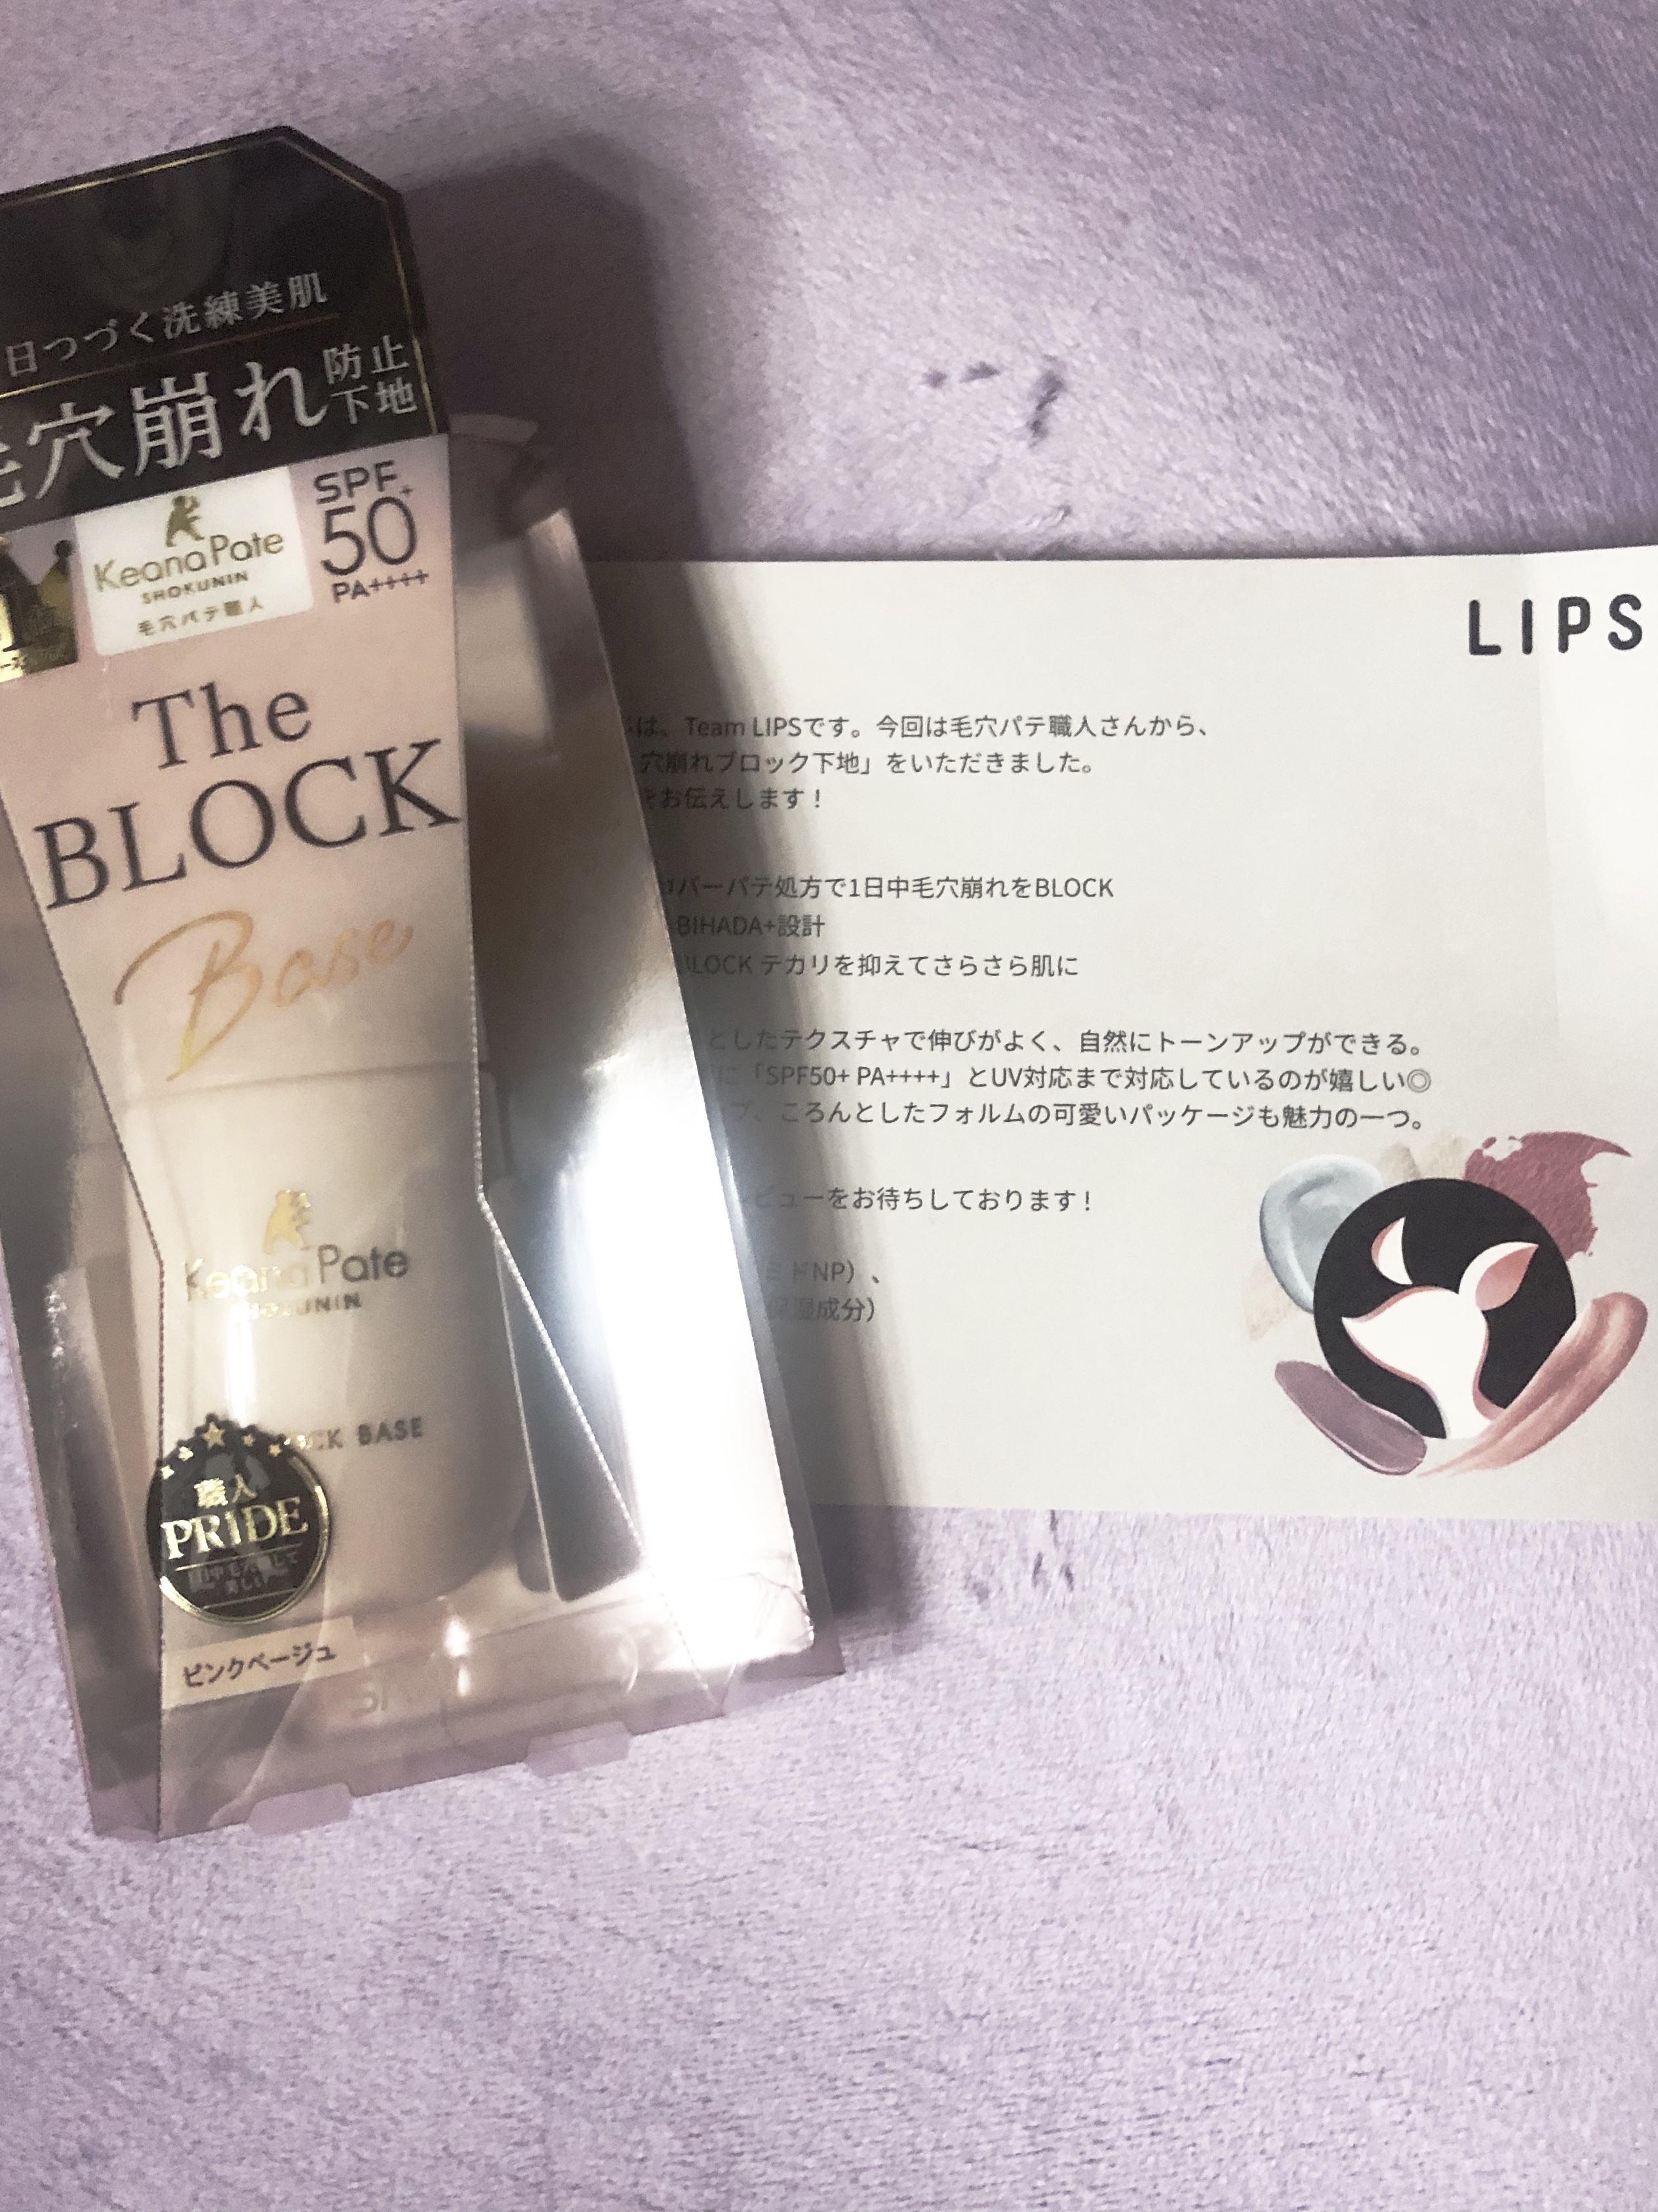 日つづく洗練美肌
毛穴崩れ防止下地
KeanaPate
SHOKUNIN
毛穴パテ職人
SPF
50+
PA++++
The
BLOCK
Base
KeanaPate
SHOKUNIN
BASE
職人
PRIDE
ピンクベージュ
LIPS
は、Team LIPSです。今回は毛穴パテ職人さんから、
穴崩れブロック下地」をいただきました。
をお伝えします！
バーパテ処方で1日中毛穴崩れをBLOCK
BIHADA+設計
BLOCK テカリを抑えてさらさら肌に
としたテクスチャで伸びがよく、自然にトーンアップができる。
に「SPF50+ PA++++」とUV対応まで対応しているのが嬉しい◎
プ、ころんとしたフォルムの可愛いパッケージも魅力の一つ。
レビューをお待ちしております！
ミドNP）、
保湿成分）